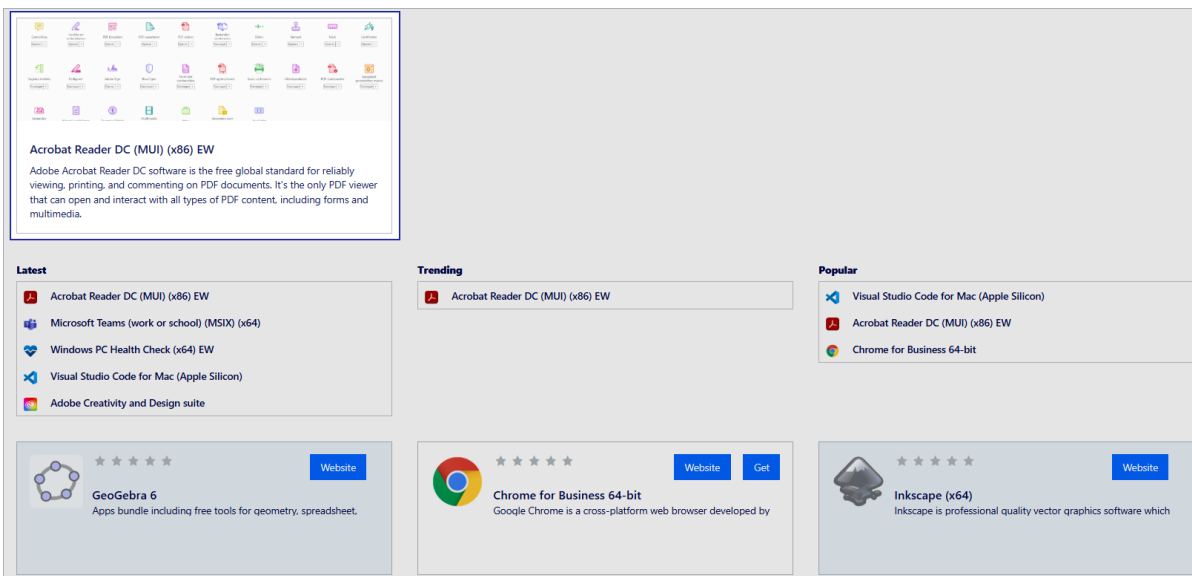 Acrobat Reader DC (MUI) (x86) EW
Adobe Acrobat Reader DC software is the free global standard for reliably
viewing, printing, and commenting on PDF documents. It's the only PDF viewer
that can open and interact with all types of PDF content, including forms and
multimedia.
Latest
Acrobat Reader DC (MUI) (x86) EW
Microsoft Teams (work or school) (MSIX) (x64)
Windows PC Health Check (x64) EW
Visual Studio Code for Mac (Apple Silicon)
Adobe Creativity and Design suite
Trending
Acrobat Reader DC (MUI) (x86) EW
Popular
Visual Studio Code for Mac (Apple Silicon)
Acrobat Reader DC (MUI) (x86) EW
Chrome for Business 64-bit
Website
GeoGebra 6
Apps bundle including free tools for geometry, spreadsheet,
Website
Get
Chrome for Business 64-bit
Google Chrome is a cross-platform web browser developed by
Website
Inkscape (x64)
Inkscape is professional quality vector graphics software which